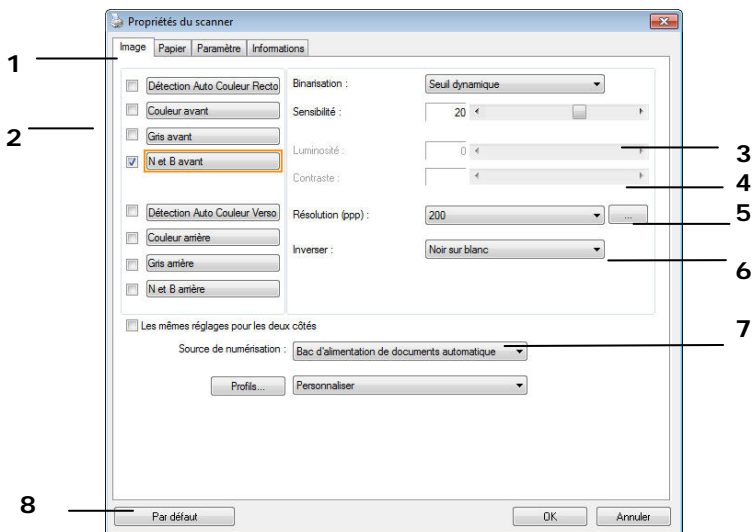 Propriétés du scanner
Image Papier Paramètre Informations
1
Détection Auto Couleur Recto Binarisation : Seuil dynamique
Couleur avant Sensibilité : 20
2
Gris avant
N et B avant Luminosité : 0
3
Contraste :
4
Détection Auto Couleur Verso Résolution (ppp) : 200 ...
5
Couleur arrière Inverser : Noir sur blanc
6
Gris arrière
N et B arrière
Les mêmes réglages pour les deux côtés
7
Source de numérisation : Bac d'alimentation de documents automatique
Profils... Personnaliser
8
Par défaut OK Annuler